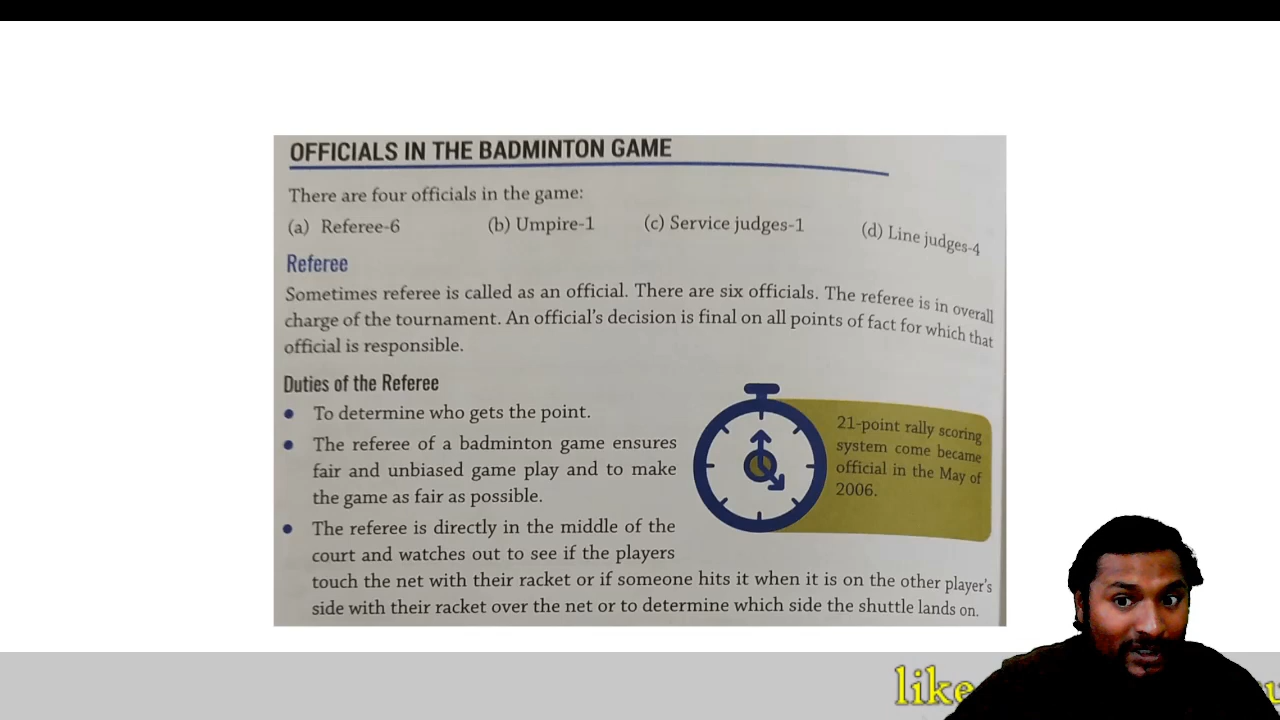 OFFICIALS IN THE BADMINTON GAME
There are four officials in the game:
(a) Referee-6 (b) Umpire-1 (c) Service judges-1 (d) Line judges-4
Referee
Sometimes referee is called as an official. There are six officials. The referee is in overall
charge of the tournament. An official's decision is final on all points of fact for which that
official is responsible.
Duties of the Referee
• To determine who gets the point.
• The referee of a badminton game ensures
fair and unbiased game play and to make
the game as fair as possible.
• The referee is directly in the middle of the
court and watches out to see if the players
touch the net with their racket or if someone hits it when it is on the other player's
side with their racket over the net or to determine which side the shuttle lands on.
21-point rally scoring
system come became
official in the May of
2006.
like